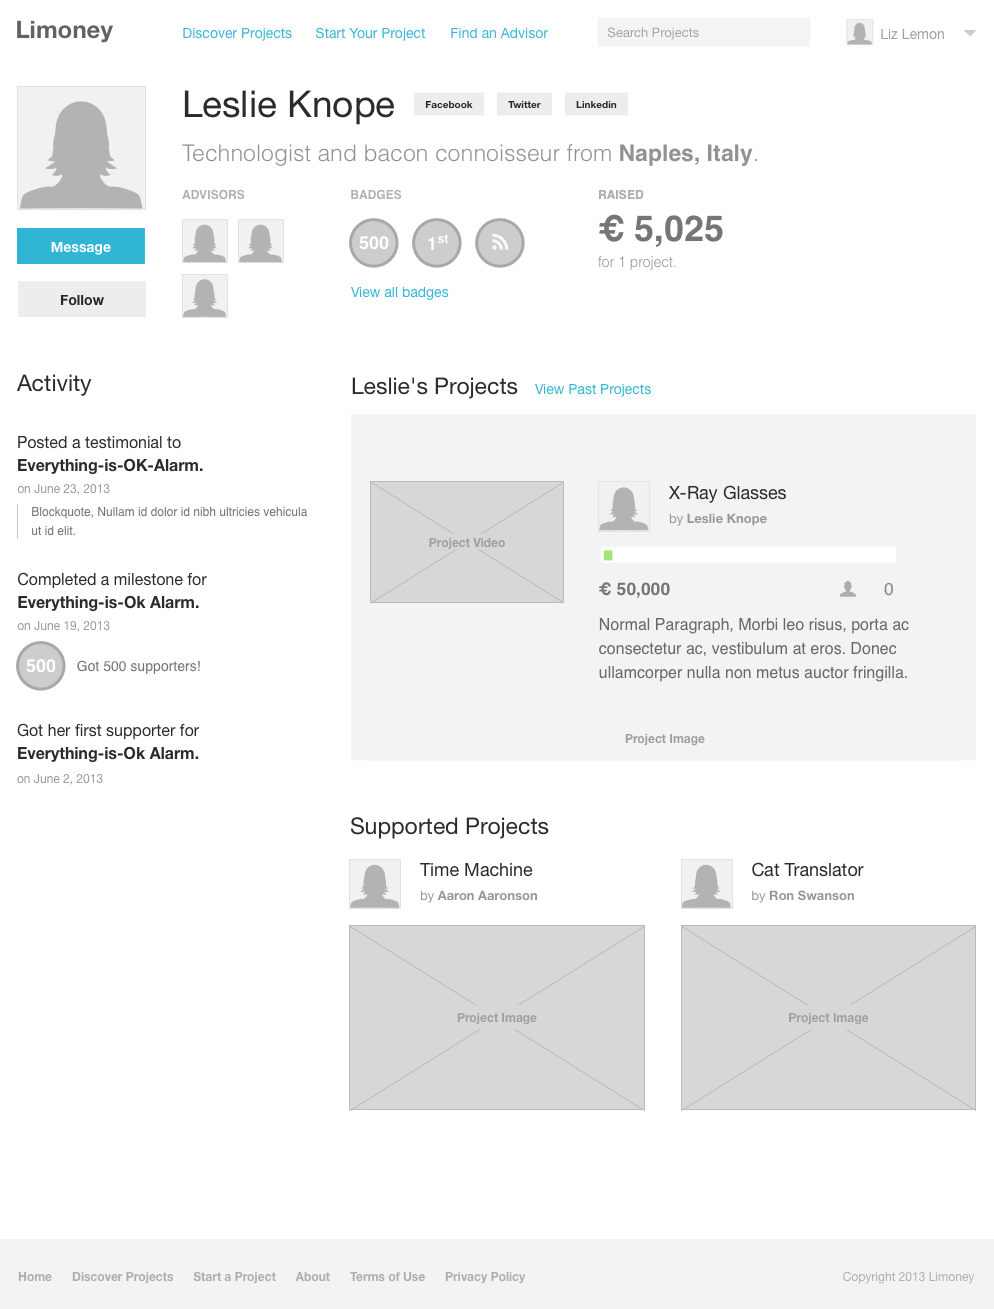 Limoney
Discover Projects
Start Your Project
Find an Advisor
Search Projects
Liz Lemon
Leslie Knope
Facebook
Twitter
Linkedin
Technologist and bacon connoisseur from Naples, Italy.
Message
Follow
ADVISORS
BADGES
500
1st
View all badges
RAISED
€ 5,025
for 1 project.
Activity
Posted a testimonial to
Everything-is-OK-Alarm.
on June 23, 2013
Blockquote, Nullam id dolor id nibh ultricies vehicula
ut id elit.
Completed a milestone for
Everything-is-Ok Alarm.
on June 19, 2013
500
Got 500 supporters!
Got her first supporter for
Everything-is-Ok Alarm.
on June 2, 2013
Leslie's Projects
View Past Projects
Project Video
X-Ray Glasses
by Leslie Knope
€ 50,000
0
Normal Paragraph, Morbi leo risus, porta ac
consectetur ac, vestibulum at eros. Donec
ullamcorper nulla non metus auctor fringilla.
Project Image
Supported Projects
Time Machine
by Aaron Aaronson
Project Image
Cat Translator
by Ron Swanson
Project Image
Home
Discover Projects
Start a Project
About
Terms of Use
Privacy Policy
Copyright 2013 Limoney